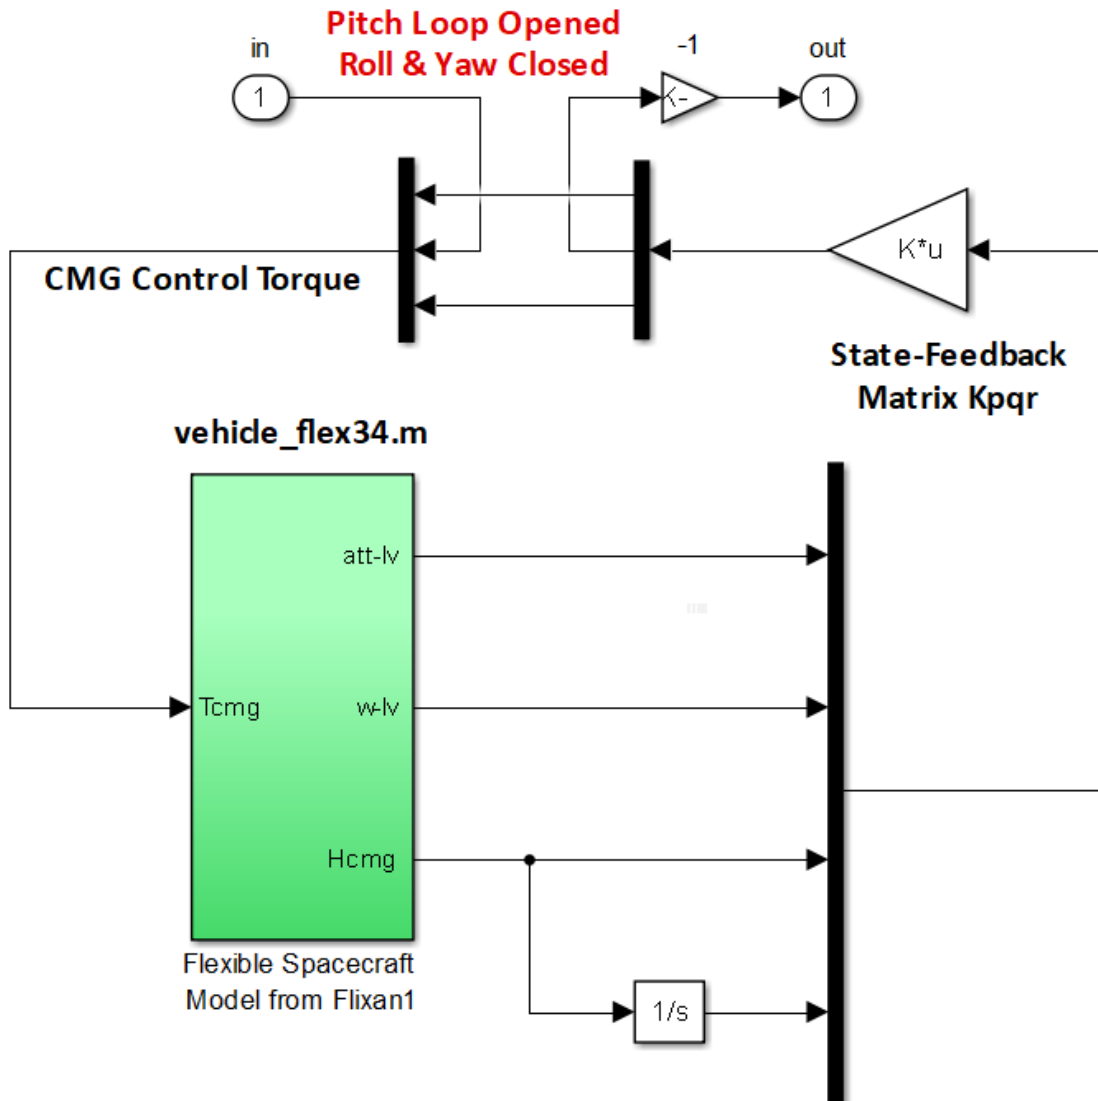 Pitch Loop Opened
Roll & Yaw Closed
in
-1
out
1
K-
1
K*u
CMG Control Torque
State-Feedback
Matrix Kpqr
vehicle_flex34.m
att-lv
Tcmg
w-lv
Hcmg
Flexible Spacecraft
Model from Flixan1
1/s